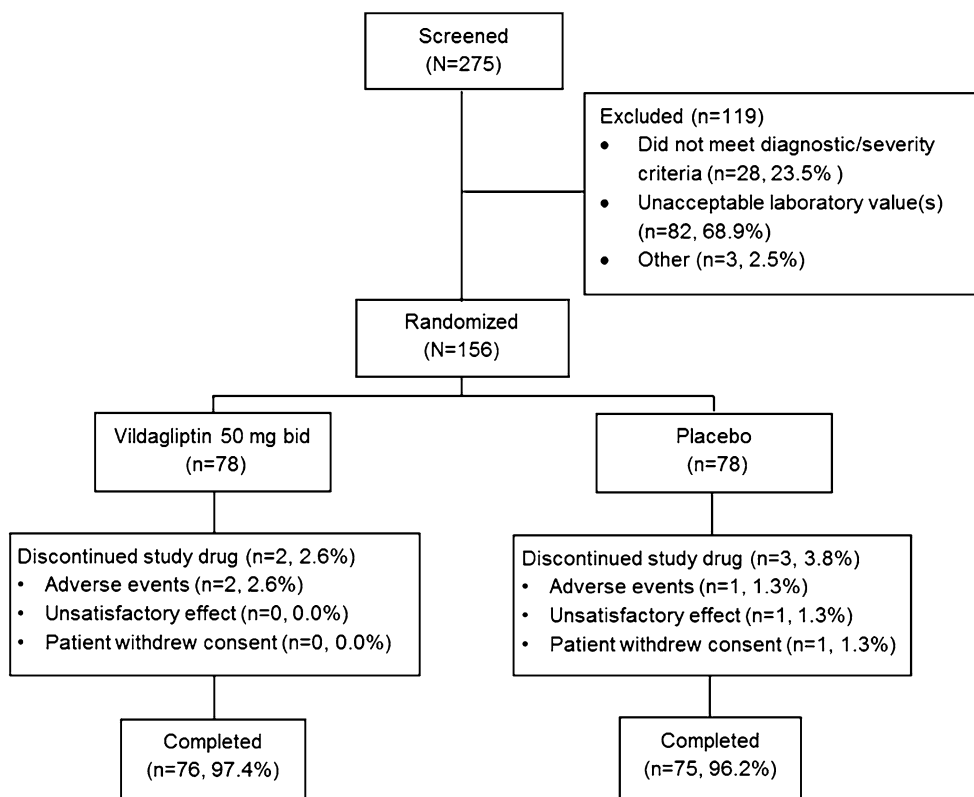 Screened
(N=275)
Excluded (n=119)
• Did not meet diagnostic/severity
criteria (n=28, 23.5% )
• Unacceptable laboratory value(s)
(n=82, 68.9%)
• Other (n=3, 2.5%)
Randomized
(N=156)
Vildagliptin 50 mg bid
(n=78)
Placebo
(n=78)
Discontinued study drug (n=2, 2.6%)
• Adverse events (n=2, 2.6%)
• Unsatisfactory effect (n=0, 0.0%)
• Patient withdrew consent (n=0, 0.0%)
Discontinued study drug (n=3, 3.8%)
• Adverse events (n=1, 1.3%)
• Unsatisfactory effect (n=1, 1.3%)
• Patient withdrew consent (n=1, 1.3%)
Completed
(n=76, 97.4%)
Completed
(n=75, 96.2%)